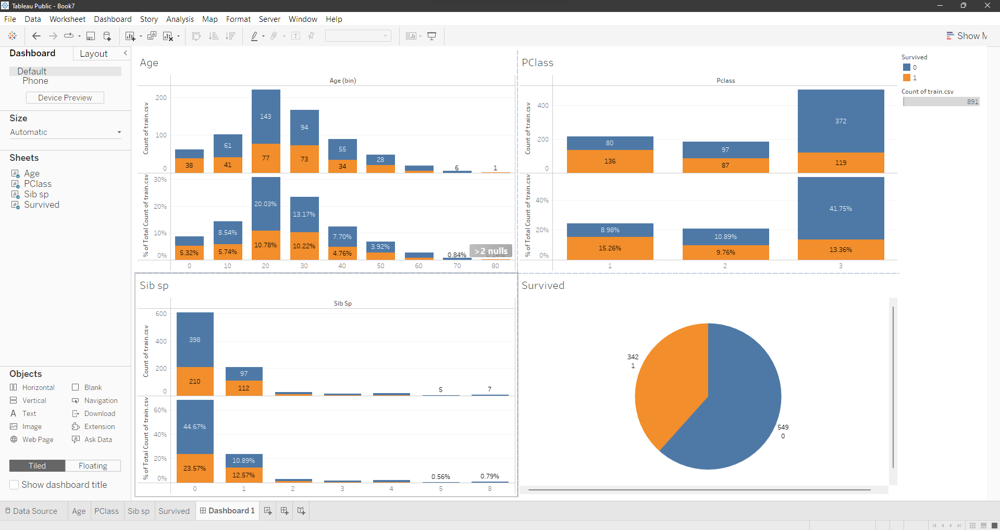 Tableau Public - Book7
File Data Worksheet Dashboard Story Analysis Map Format Server Window Help
Show M
Dashboard Layout
Default
Phone
Device Preview
Size
Automatic
Sheets
Age
PClass
Sib sp
Survived
Objects
Horizontal Blank
Vertical Navigation
Text Download
Image Extension
Web Page Ask Data
Tiled Floating
Show dashboard title
Age
Age (bin)
Count of train.csv
200
100
0
38
61
41
143
77
94
73
55
34
28
6
1
% of Total Count of train.csv
30%
20%
10%
0%
5.32%
8.54%
5.74%
20.03%
10.78%
13.17%
10.22%
7.70%
4.76%
3.92%
0.84%
>2 nulls
0 10 20 30 40 50 60 70 80
PClass
Pclass
Count of train.csv
400
200
0
80
136
97
87
372
119
% of Total Count of train.csv
40%
20%
0%
8.98%
15.26%
10.89%
9.76%
41.75%
13.36%
1 2 3
Survived
0
1
Count of train.csv
891
Sib sp
Sib Sp
Count of train.csv
600
400
200
0
398
210
97
112
5
7
% of Total Count of train.csv
60%
40%
20%
0%
44.67%
23.57%
10.89%
12.57%
0.56%
0.79%
0 1 2 3 4 5 8
Survived
342
1
549
0
Data Source Age PClass Sib sp Survived Dashboard 1